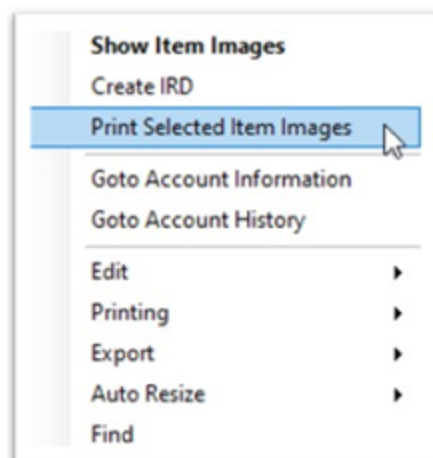 Show Item Images
Create IRD
Print Selected Item Images
Goto Account Information
Goto Account History
Edit
Printing
Export
Auto Resize
Find